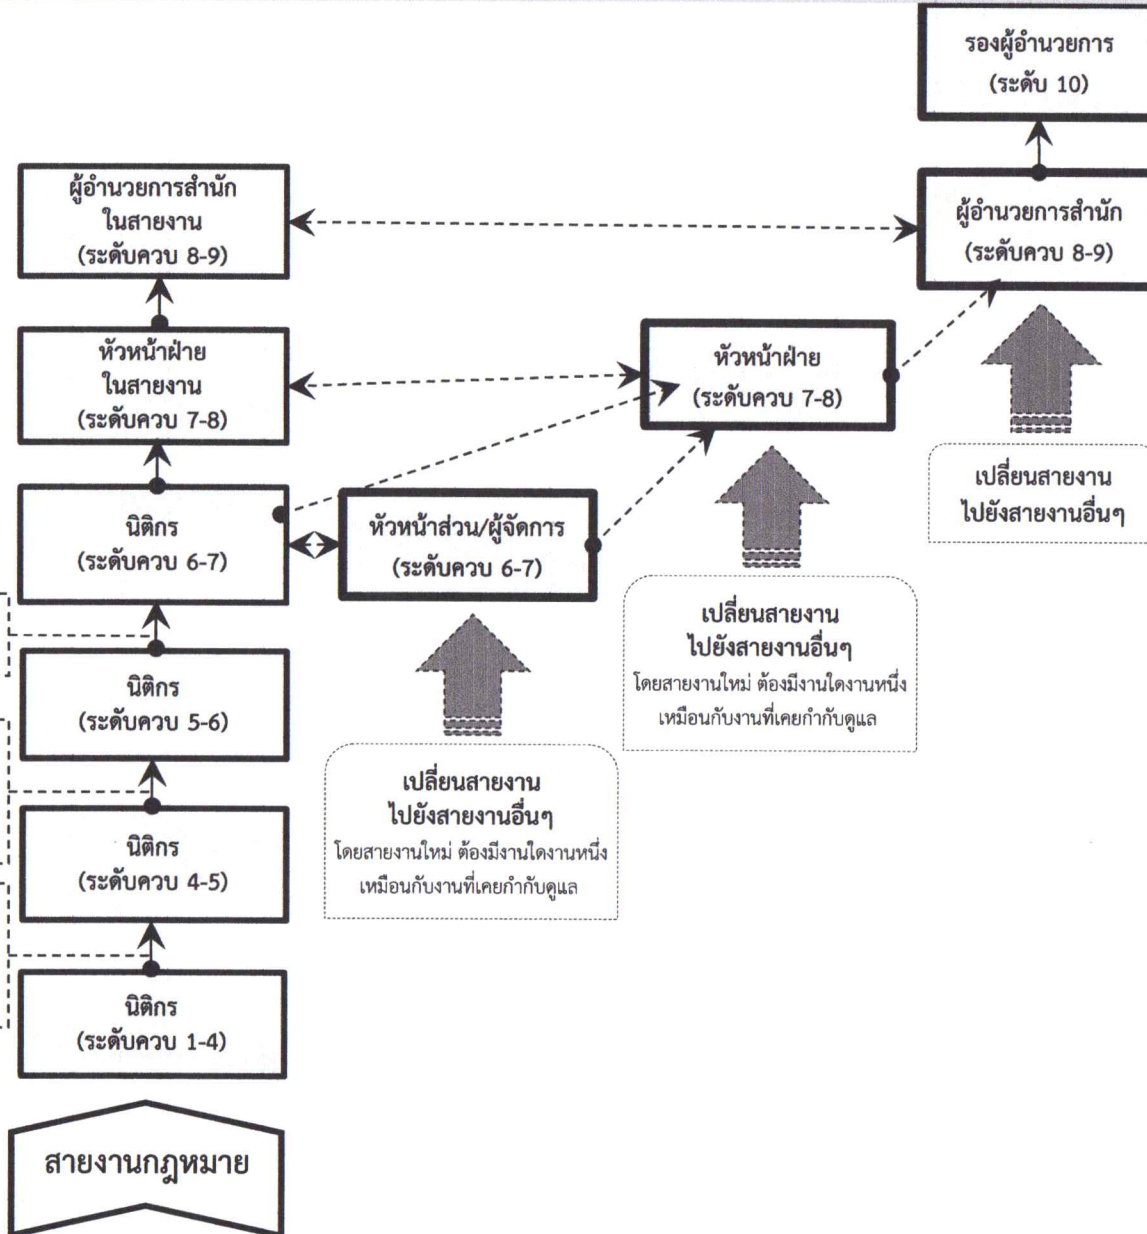 รองผู้อำนวยการ
(ระดับ 10)
ผู้อำนวยการสำนัก
ในสายงาน
(ระดับควบ 8-9)
ผู้อำนวยการสำนัก
(ระดับควบ 8-9)
หัวหน้าฝ่าย
ในสายงาน
(ระดับควบ 7-8)
หัวหน้าฝ่าย
(ระดับควบ 7-8)
เปลี่ยนสายงาน
ไปยังสายงานอื่นๆ
นิติกร
(ระดับควบ 6-7)
หัวหน้าส่วน/ผู้จัดการ
(ระดับควบ 6-7)
เปลี่ยนสายงาน
ไปยังสายงานอื่นๆ
โดยสายงานใหม่ ต้องมีงานใดงานหนึ่ง
เหมือนกับงานที่เคยกำกับดูแล
นิติกร
(ระดับควบ 5-6)
เปลี่ยนสายงาน
ไปยังสายงานอื่นๆ
โดยสายงานใหม่ ต้องมีงานใดงานหนึ่ง
เหมือนกับงานที่เคยกำกับดูแล
นิติกร
(ระดับควบ 4-5)
นิติกร
(ระดับควบ 1-4)
สายงานกฎหมาย